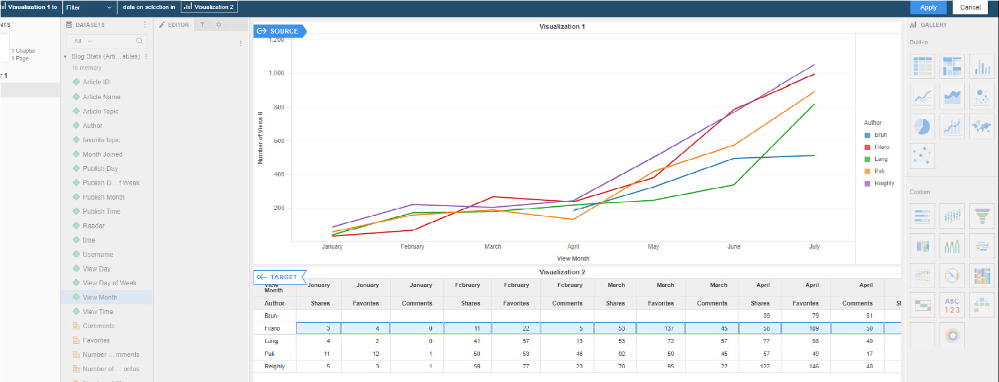 Visualization 1 to Filter data on selection in Visualization 2 Apply Cancel
NTS
1 Chapter
1 Page
r 1
DATASETS
All
Blog Stats (Arti...ables)
In memory
Article ID
Article Name
Article Topic
Author
favorite topic
Month Joined
Publish Day
Publish D... f Week
Publish Month
Publish Time
Reader
time
Username
View Day
View Day of Week
View Month
View Time
Comments
Favorites
Number ... mments
Number of ... orites
EDITOR
SOURCE
Visualization 1
1,200
1,000
800
600
400
200
Number of Views II
January February March April May June July
View Month
Author
Brun
Filaro
Lang
Pali
Reighly
TARGET
Visualization 2
View Month January January January February February February March March March April April April
Author Shares Favorites Comments Shares Favorites Comments Shares Favorites Comments Shares Favorites Comments Sh
Brun 39 79 51
Filaro 3 4 0 11 22 5 53 137 45 58 109 50
Lang 4 2 0 41 57 13 53 72 57 77 98 40
Pali 11 12 1 50 53 46 92 59 45 57 49 17
Reighly 5 3 1 59 77 23 70 95 22 122 146 40
GALLERY
Built-in
Custom
ABC
123